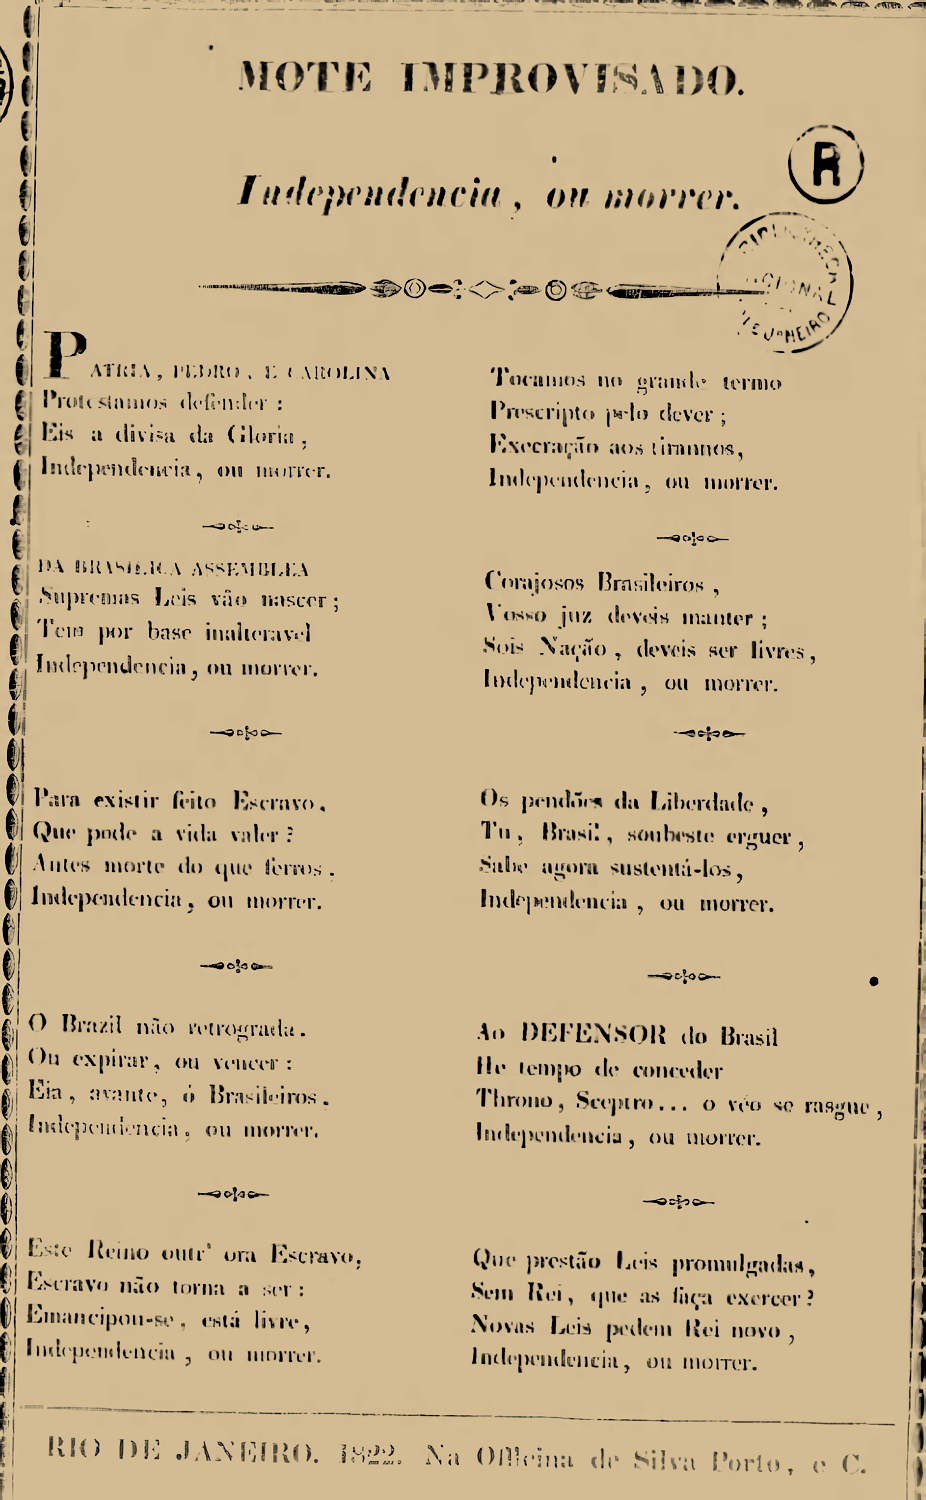 MOTE IMPROVISADO.
Independencia, ou morrer.
R
BIBLIOTHECA
NACIONAL
RIO DE JANEIRO
PATRIA, PEDRO, E CAROLINA
Protestamos defender:
Eis a divisa da Gloria,
Independencia, ou morrer.
DA BRASILICA ASSEMBLEA
Supremas Leis vão nascer;
Tem por base inalteravel
Independencia, ou morrer.
Para existir feito Escravo,
Que pode a vida valer?
Antes morte do que ferros,
Independencia, ou morrer.
O Brazil não retrograda.
Ou expirar, ou vencer:
Eia, avante, ó Brasileiros.
Independencia, ou morrer.
Este Reino outr' ora Escravo,
Escravo não torna a ser:
Emancipou-se, está livre,
Independencia, ou morrer.
Tocamos no grande termo
Prescripto pelo dever;
Execração aos tirannos,
Independencia, ou morrer.
Corajosos Brasileiros,
Vosso juz deveis manter;
Sois Nação, deveis ser livres,
Independencia, ou morrer.
Os pendões da Liberdade,
Tu, Brasil, soubeste erguer,
Sabe agora sustentá-los,
Independencia, ou morrer.
Ao DEFENSOR do Brasil
He tempo de conceder
Throno, Sceptro... o véo se rasgue,
Independencia, ou morrer.
Que prestão Leis promulgadas,
Sem Rei, que as faça exercer?
Novas Leis pedem Rei novo,
Independencia, ou morrer.
RIO DE JANEIRO. 1822. Na Officina de Silva Porto, e C.